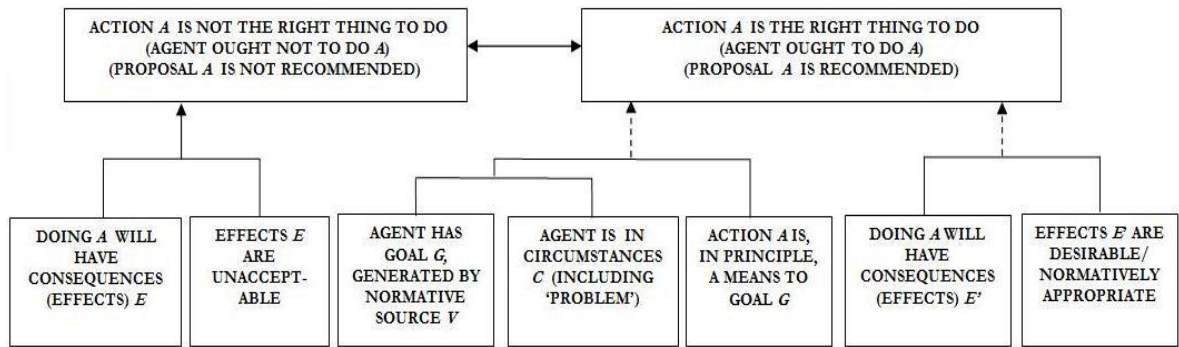 ACTION A IS NOT THE RIGHT THING TO DO
(AGENT OUGHT NOT TO DO A)
(PROPOSAL A IS NOT RECOMMENDED)
ACTION A IS THE RIGHT THING TO DO
(AGENT OUGHT TO DO A)
(PROPOSAL A IS RECOMMENDED)
DOING A WILL
HAVE
CONSEQUENCES
(EFFECTS) E
EFFECTS E
ARE
UNACCEPT-
ABLE
AGENT HAS
GOAL G,
GENERATED BY
NORMATIVE
SOURCE V
AGENT IS IN
CIRCUMSTANCES
C (INCLUDING
‘PROBLEM’)
ACTION A IS,
IN PRINCIPLE,
A MEANS TO
GOAL G
DOING A WILL
HAVE
CONSEQUENCES
(EFFECTS) E’
EFFECTS E’ ARE
DESIRABLE/
NORMATIVELY
APPROPRIATE